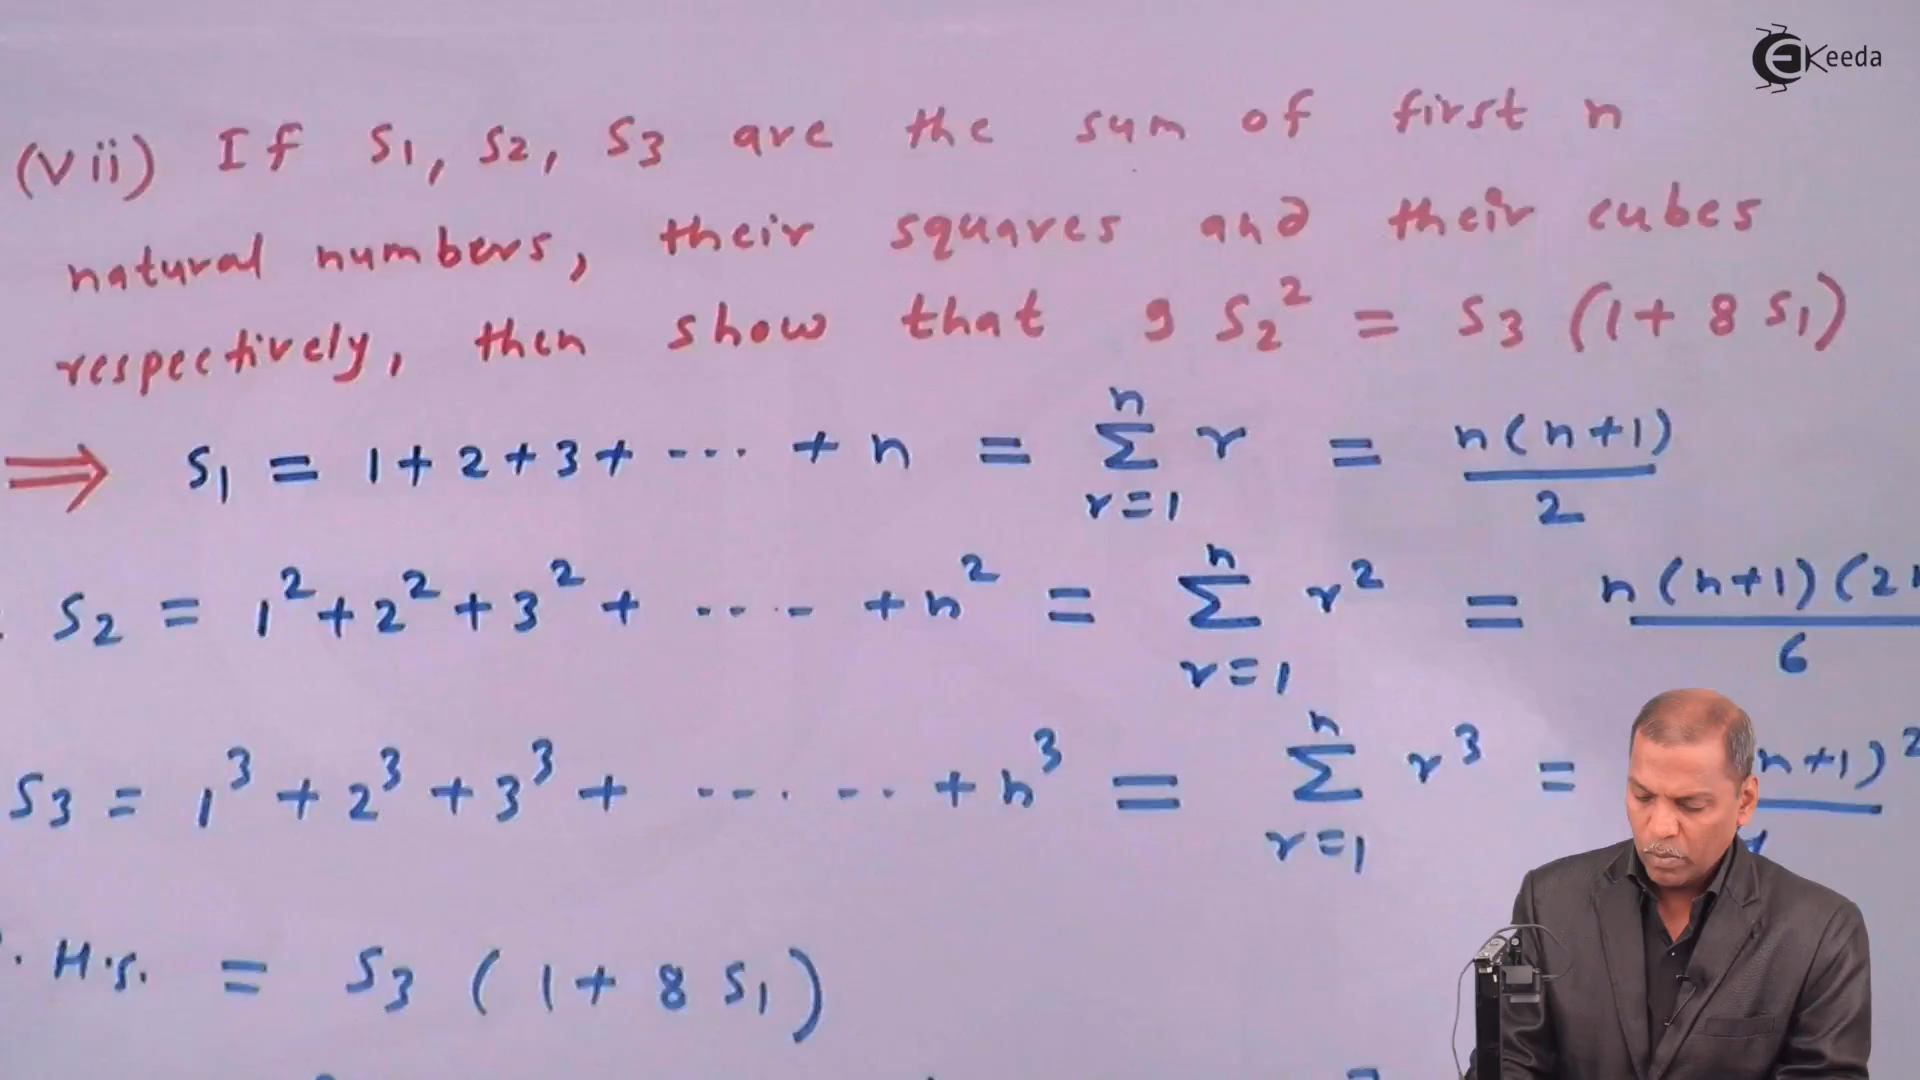 EKeeda
(vii) If S1, S2, S3 are the sum of first n
natural numbers, their squares and their cubes
respectively, then show that 9 S2² = S3 (1 + 8 S1)
⇒ S1 = 1 + 2 + 3 + ... + n = Σ_{r=1}^{n} r = n(n+1)/2
S2 = 1² + 2² + 3² + .... + n² = Σ_{r=1}^{n} r² = n(n+1)(2n/6
S3 = 1³ + 2³ + 3³ + ...... + n³ = Σ_{r=1}^{n} r³ = n+1)²
. H.S. = S3 (1 + 8 S1)